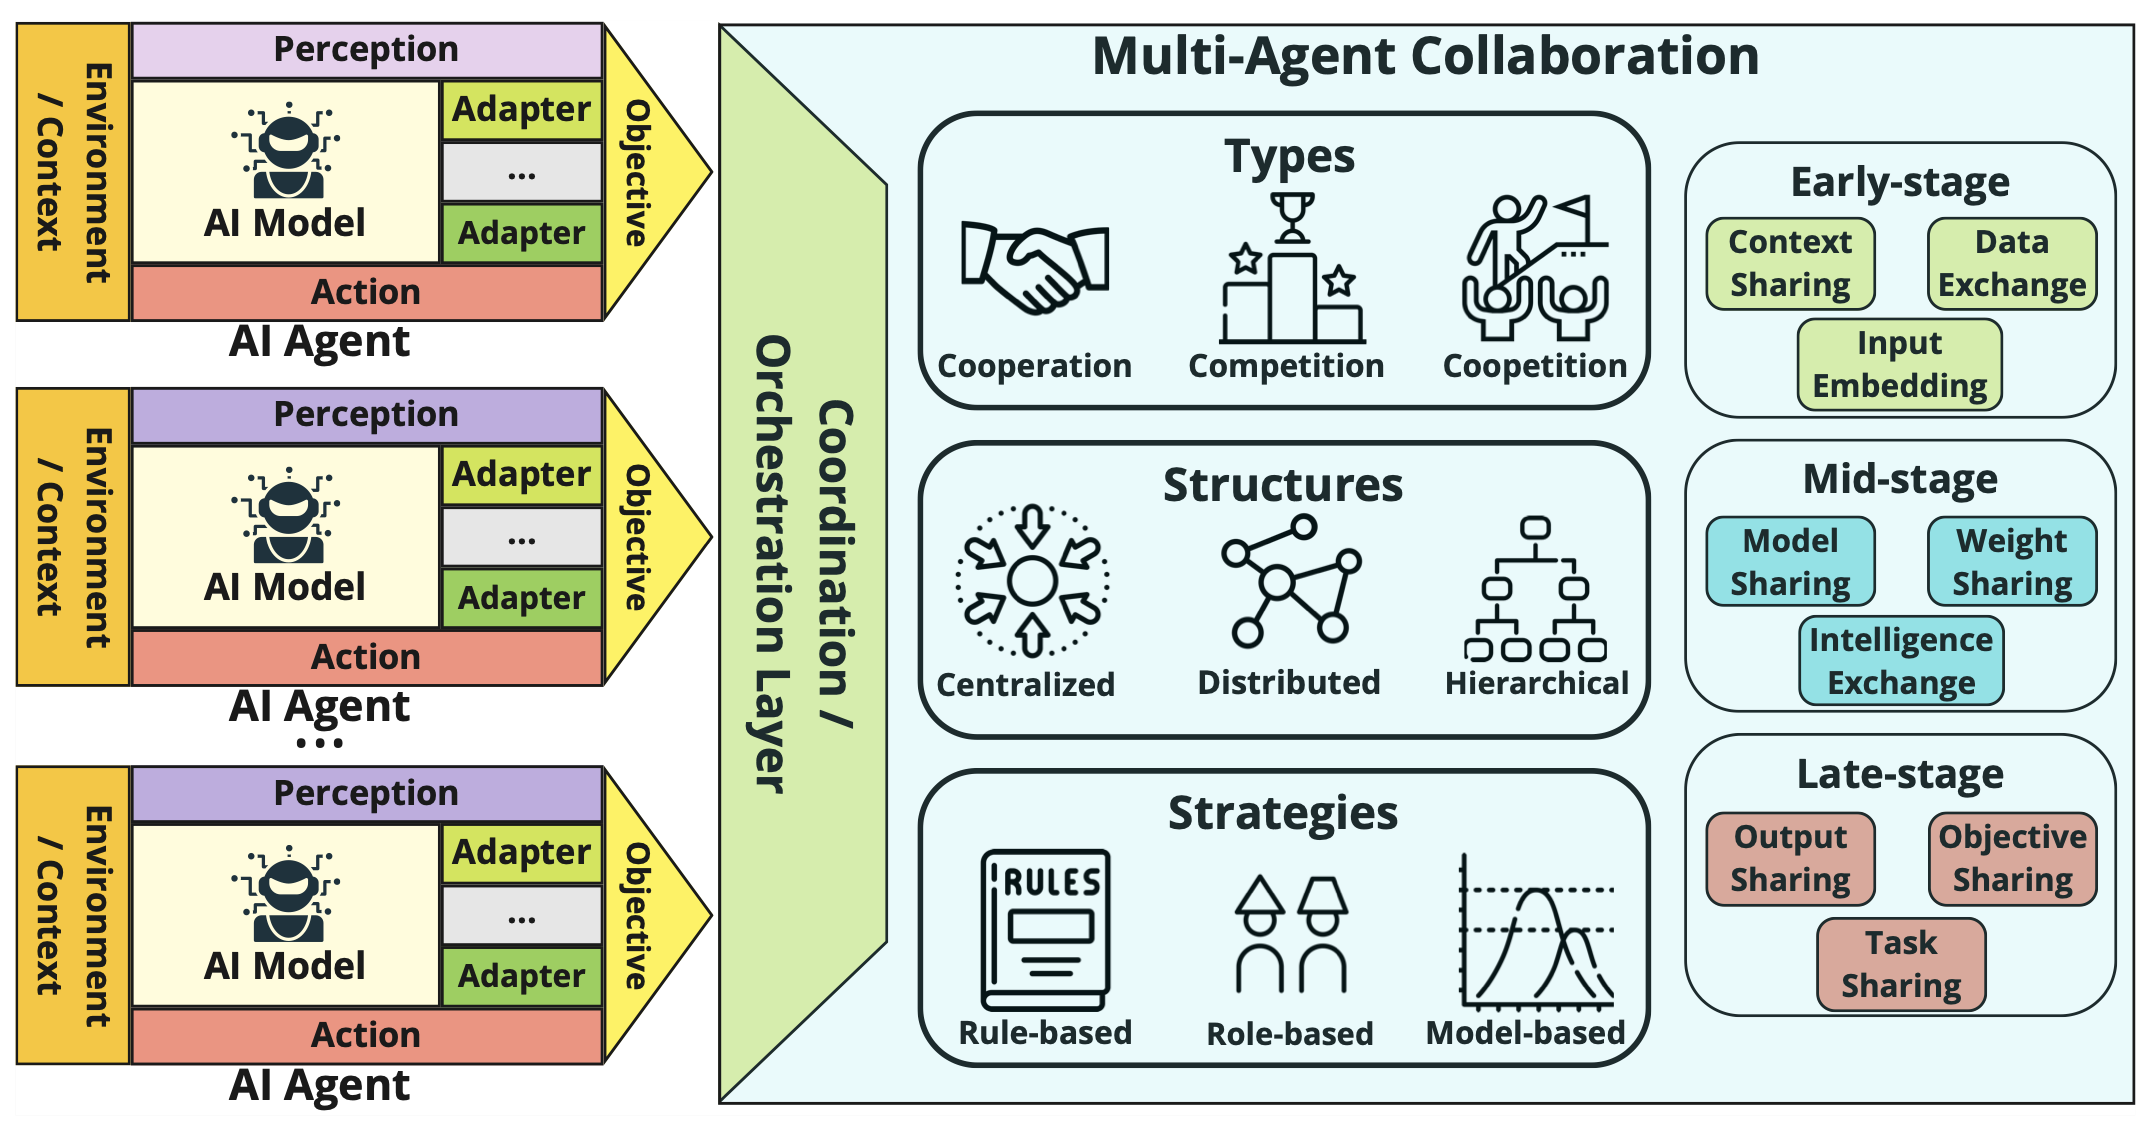 Environment
/ Context
Perception
AI Model
Adapter
...
Adapter
Action
Objective
AI Agent
Environment
/ Context
Perception
AI Model
Adapter
...
Adapter
Action
Objective
AI Agent
...
Environment
/ Context
Perception
AI Model
Adapter
...
Adapter
Action
Objective
AI Agent
Coordination /
Orchestration Layer
Multi-Agent Collaboration
Types
Cooperation
Competition
Coopetition
Structures
Centralized
Distributed
Hierarchical
Strategies
RULES
Rule-based
Role-based
Model-based
Early-stage
Context
Sharing
Data
Exchange
Input
Embedding
Mid-stage
Model
Sharing
Weight
Sharing
Intelligence
Exchange
Late-stage
Output
Sharing
Objective
Sharing
Task
Sharing